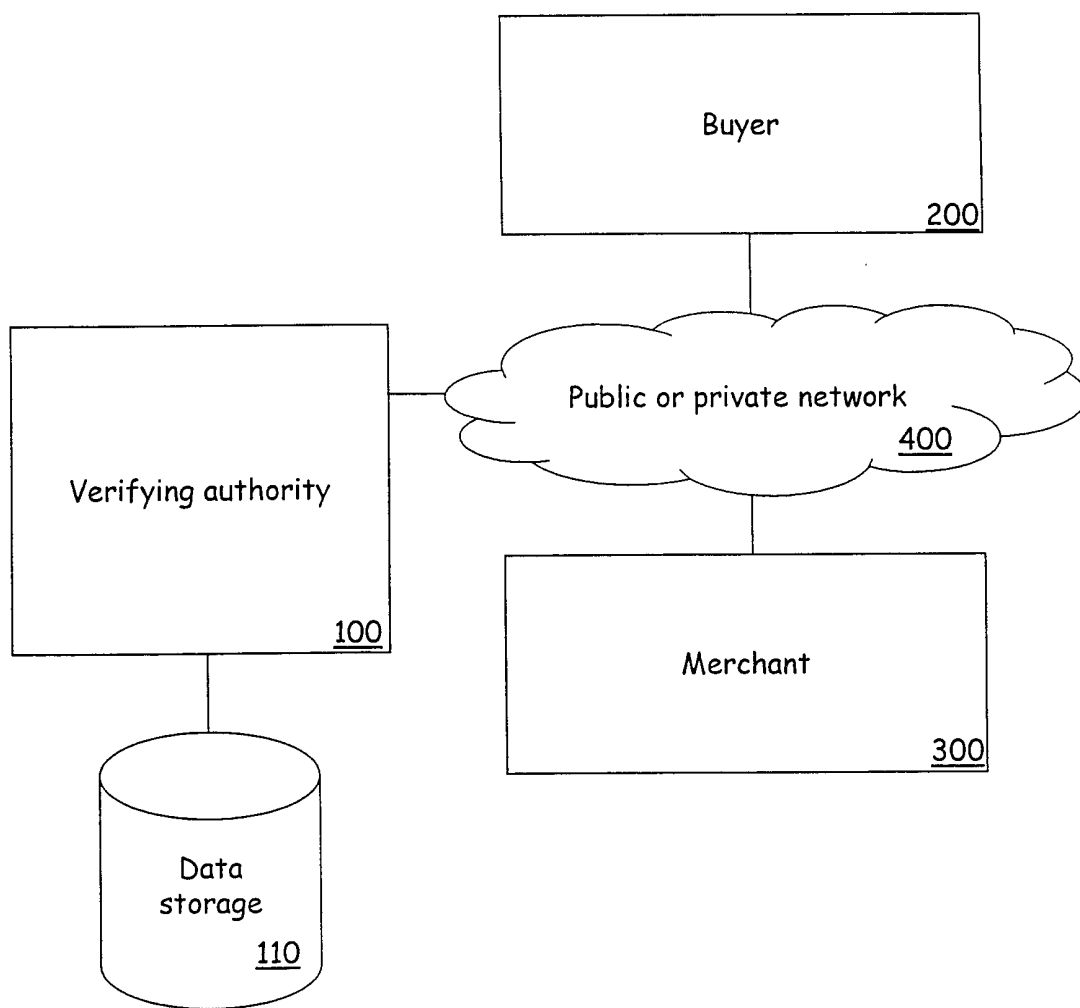 Buyer
200
Public or private network
400
Verifying authority
100
Merchant
300
Data
storage
110